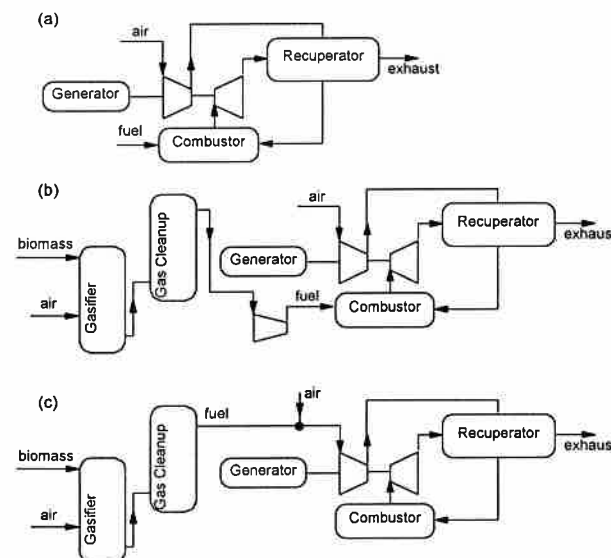 (a)
air
Recuperator
exhaust
Generator
fuel
Combustor
(b)
air
Gas Cleanup
Recuperator
biomass
exhaus
Generator
Gasifier
air
fuel
Combustor
(c)
air
fuel
Gas Cleanup
Recuperator
exhaus
biomass
Generator
Gasifier
air
Combustor